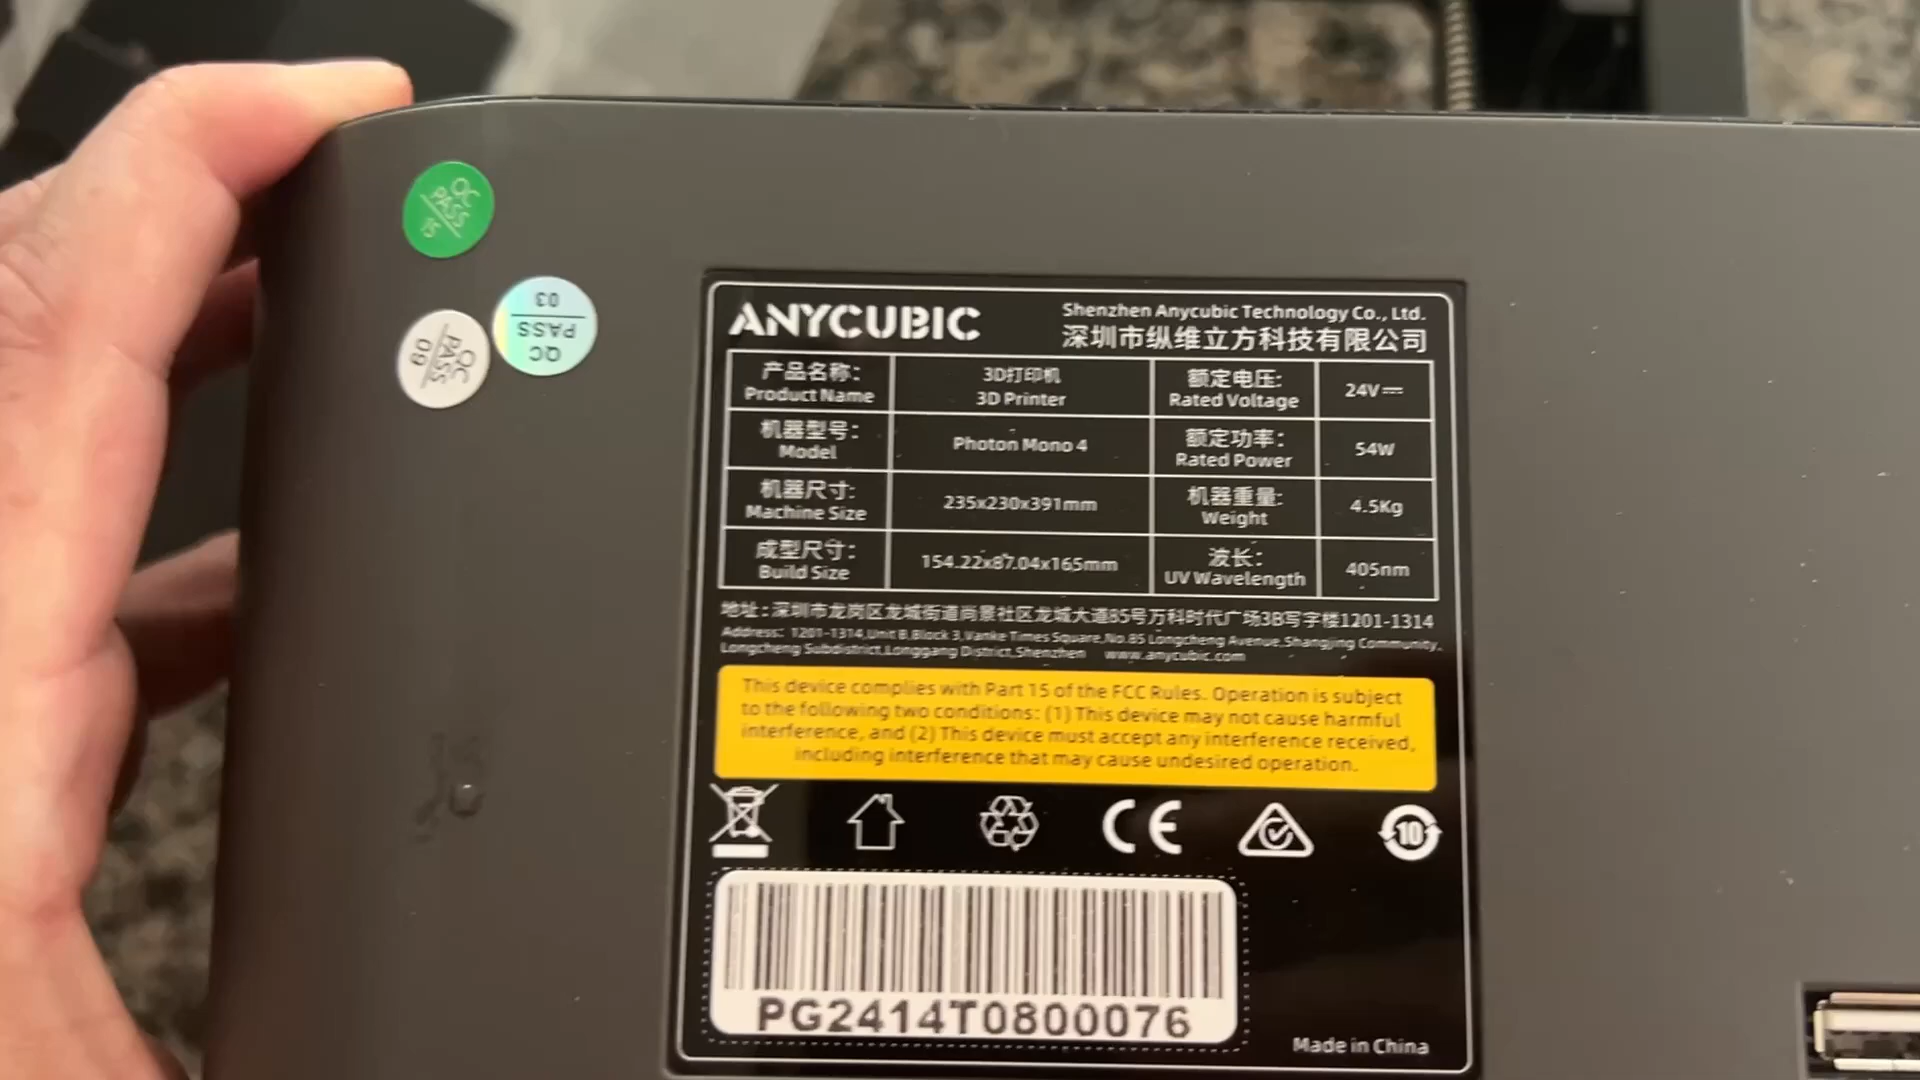 QC
PASS
15
03
PASS
QC
QC
PASS
09
ANYCUBIC
Shenzhen Anycubic Technology Co., Ltd.
深圳市纵维立方科技有限公司
产品名称：
Product Name
3D打印机
3D Printer
额定电压:
Rated Voltage
24V⎓
机器型号：
Model
Photon Mono 4
额定功率：
Rated Power
54W
机器尺寸:
Machine Size
235x230x391mm
机器重量:
Weight
4.5Kg
成型尺寸：
Build Size
154.22x87.04x165mm
波长：
UV Wavelength
405nm
地址：深圳市龙岗区龙城街道尚景社区龙城大道85号万科时代广场3B写字楼1201-1314
Address: 1201-1314,Unit B,Block 3,Vanke Times Square,No.85 Longcheng Avenue,Shangjing Community,
Longcheng Subdistrict,Longgang District,Shenzhen www.anycubic.com
This device complies with Part 15 of the FCC Rules. Operation is subject
to the following two conditions: (1) This device may not cause harmful
interference, and (2) This device must accept any interference received,
including interference that may cause undesired operation.
CE
10
PG2414T0800076
Made in China